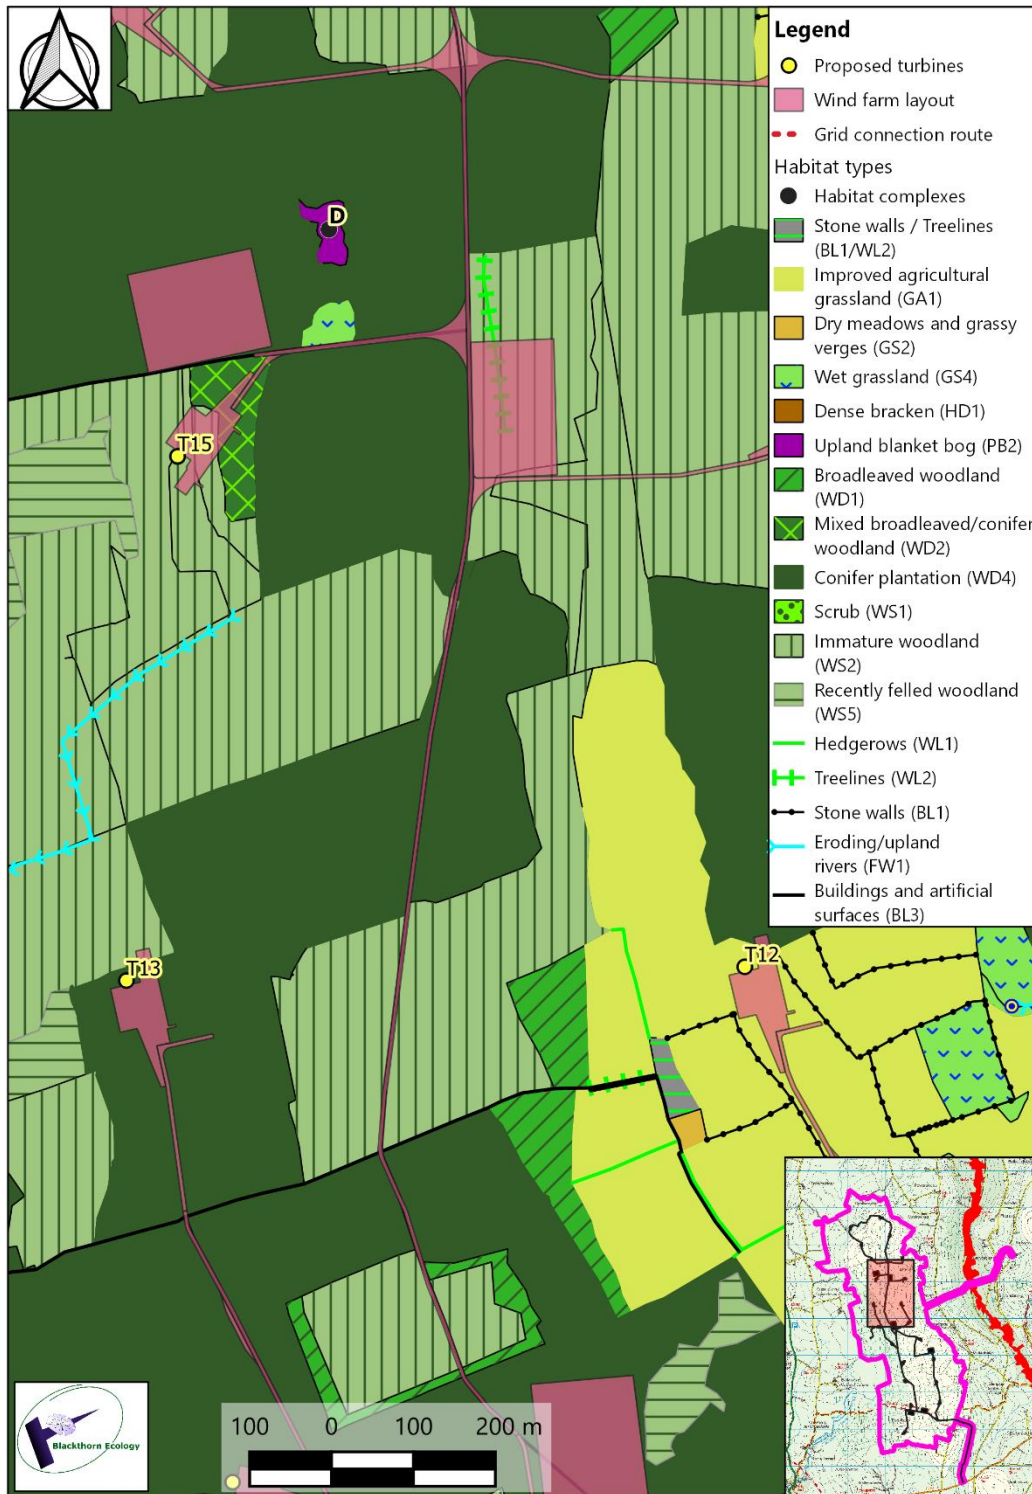 Legend
Proposed turbines
Wind farm layout
Grid connection route
Habitat types
Habitat complexes
Stone walls / Treelines
(BL1/WL2)
Improved agricultural
grassland (GA1)
Dry meadows and grassy
verges (GS2)
Wet grassland (GS4)
Dense bracken (HD1)
Upland blanket bog (PB2)
Broadleaved woodland
(WD1)
Mixed broadleaved/conifer
woodland (WD2)
Conifer plantation (WD4)
Scrub (WS1)
Immature woodland
(WS2)
Recently felled woodland
(WS5)
Hedgerows (WL1)
Treelines (WL2)
Stone walls (BL1)
Eroding/upland
rivers (FW1)
Buildings and artificial
surfaces (BL3)
D
T15
T13
T12
Blackthorn Ecology
100 0 100 200 m